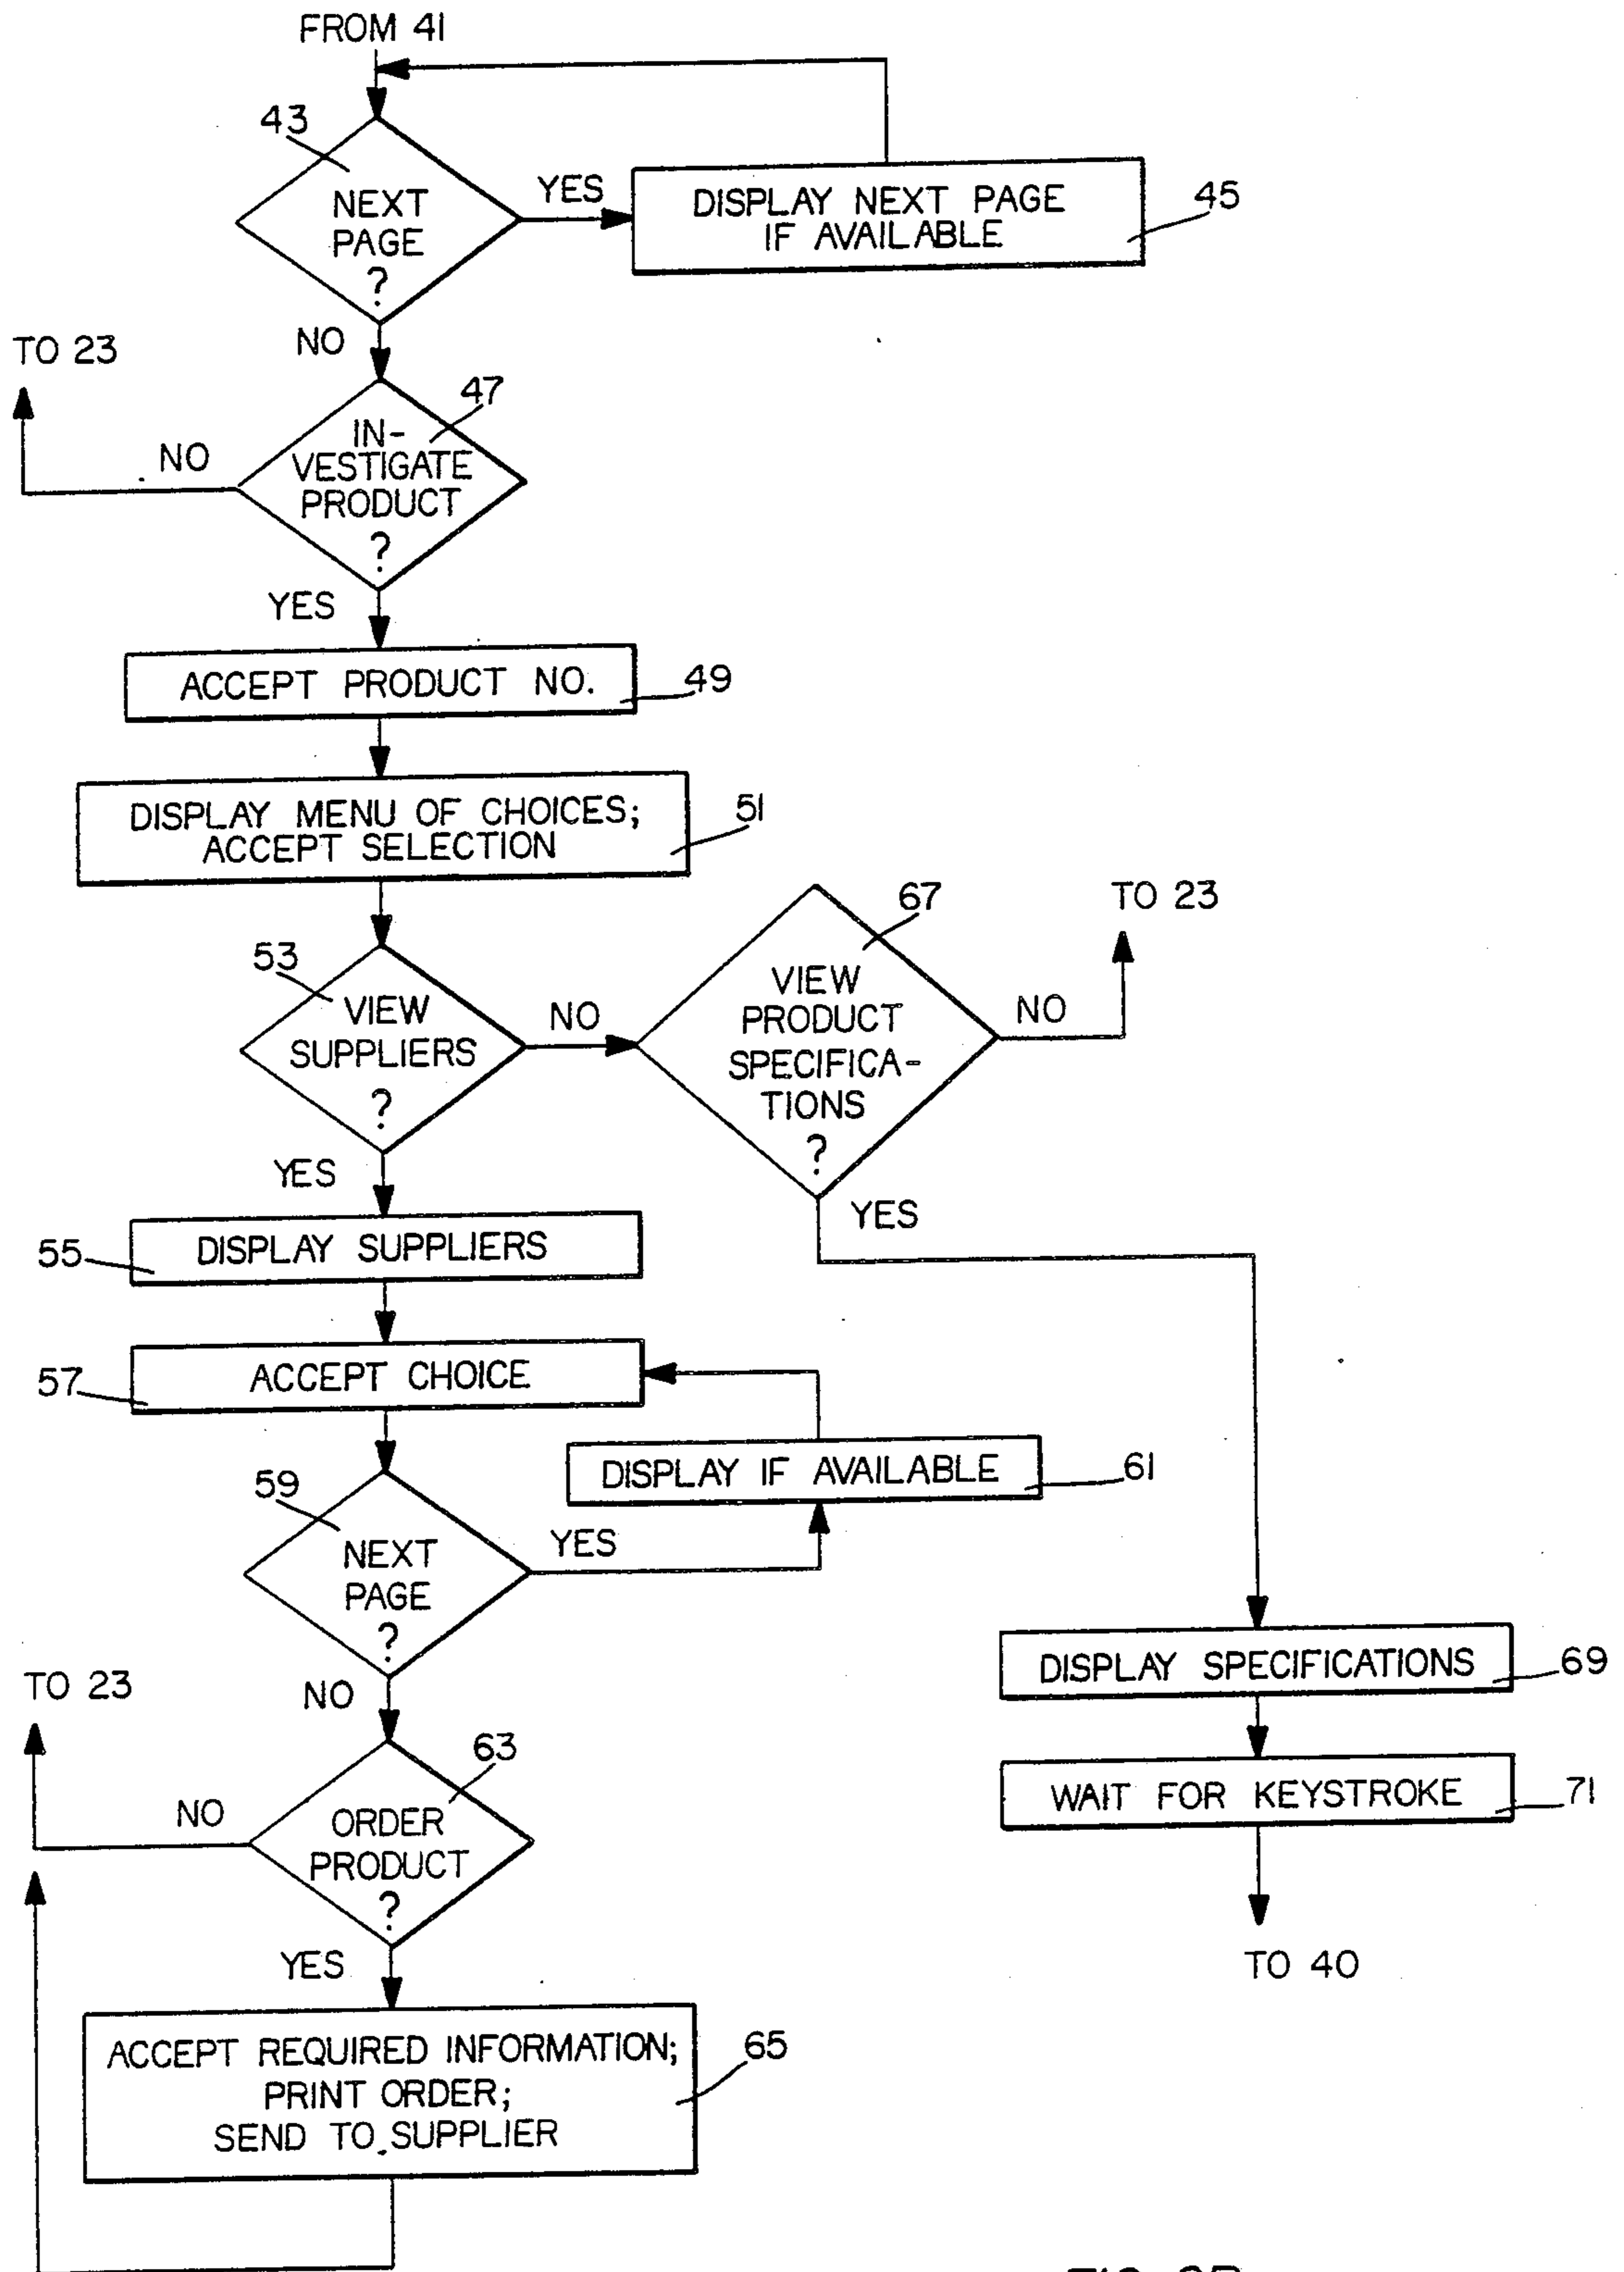 FROM 41
43
NEXT
PAGE
?
YES
DISPLAY NEXT PAGE
IF AVAILABLE
45
NO
TO 23
47
IN-
VESTIGATE
PRODUCT
?
NO
YES
ACCEPT PRODUCT NO.
49
DISPLAY MENU OF CHOICES;
ACCEPT SELECTION
51
53
VIEW
SUPPLIERS
?
NO
67
VIEW
PRODUCT
SPECIFICA-
TIONS
?
NO
TO 23
YES
YES
55
DISPLAY SUPPLIERS
57
ACCEPT CHOICE
DISPLAY IF AVAILABLE
61
59
NEXT
PAGE
?
YES
NO
TO 23
63
ORDER
PRODUCT
?
NO
YES
DISPLAY SPECIFICATIONS
69
WAIT FOR KEYSTROKE
71
TO 40
ACCEPT REQUIRED INFORMATION;
PRINT ORDER;
SEND TO SUPPLIER
65